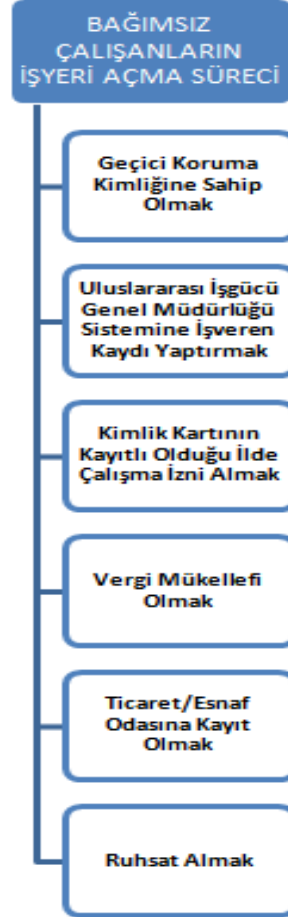 BAĞIMSIZ
ÇALIŞANLARIN
İŞYERİ AÇMA SÜRECİ
Geçici Koruma
Kimliğine Sahip
Olmak
Uluslararası İşgücü
Genel Müdürlüğü
Sistemine İşveren
Kaydı Yaptırmak
Kimlik Kartının
Kayıtlı Olduğu İlde
Çalışma İzni Almak
Vergi Mükellefi
Olmak
Ticaret/Esnaf
Odasına Kayıt
Olmak
Ruhsat Almak